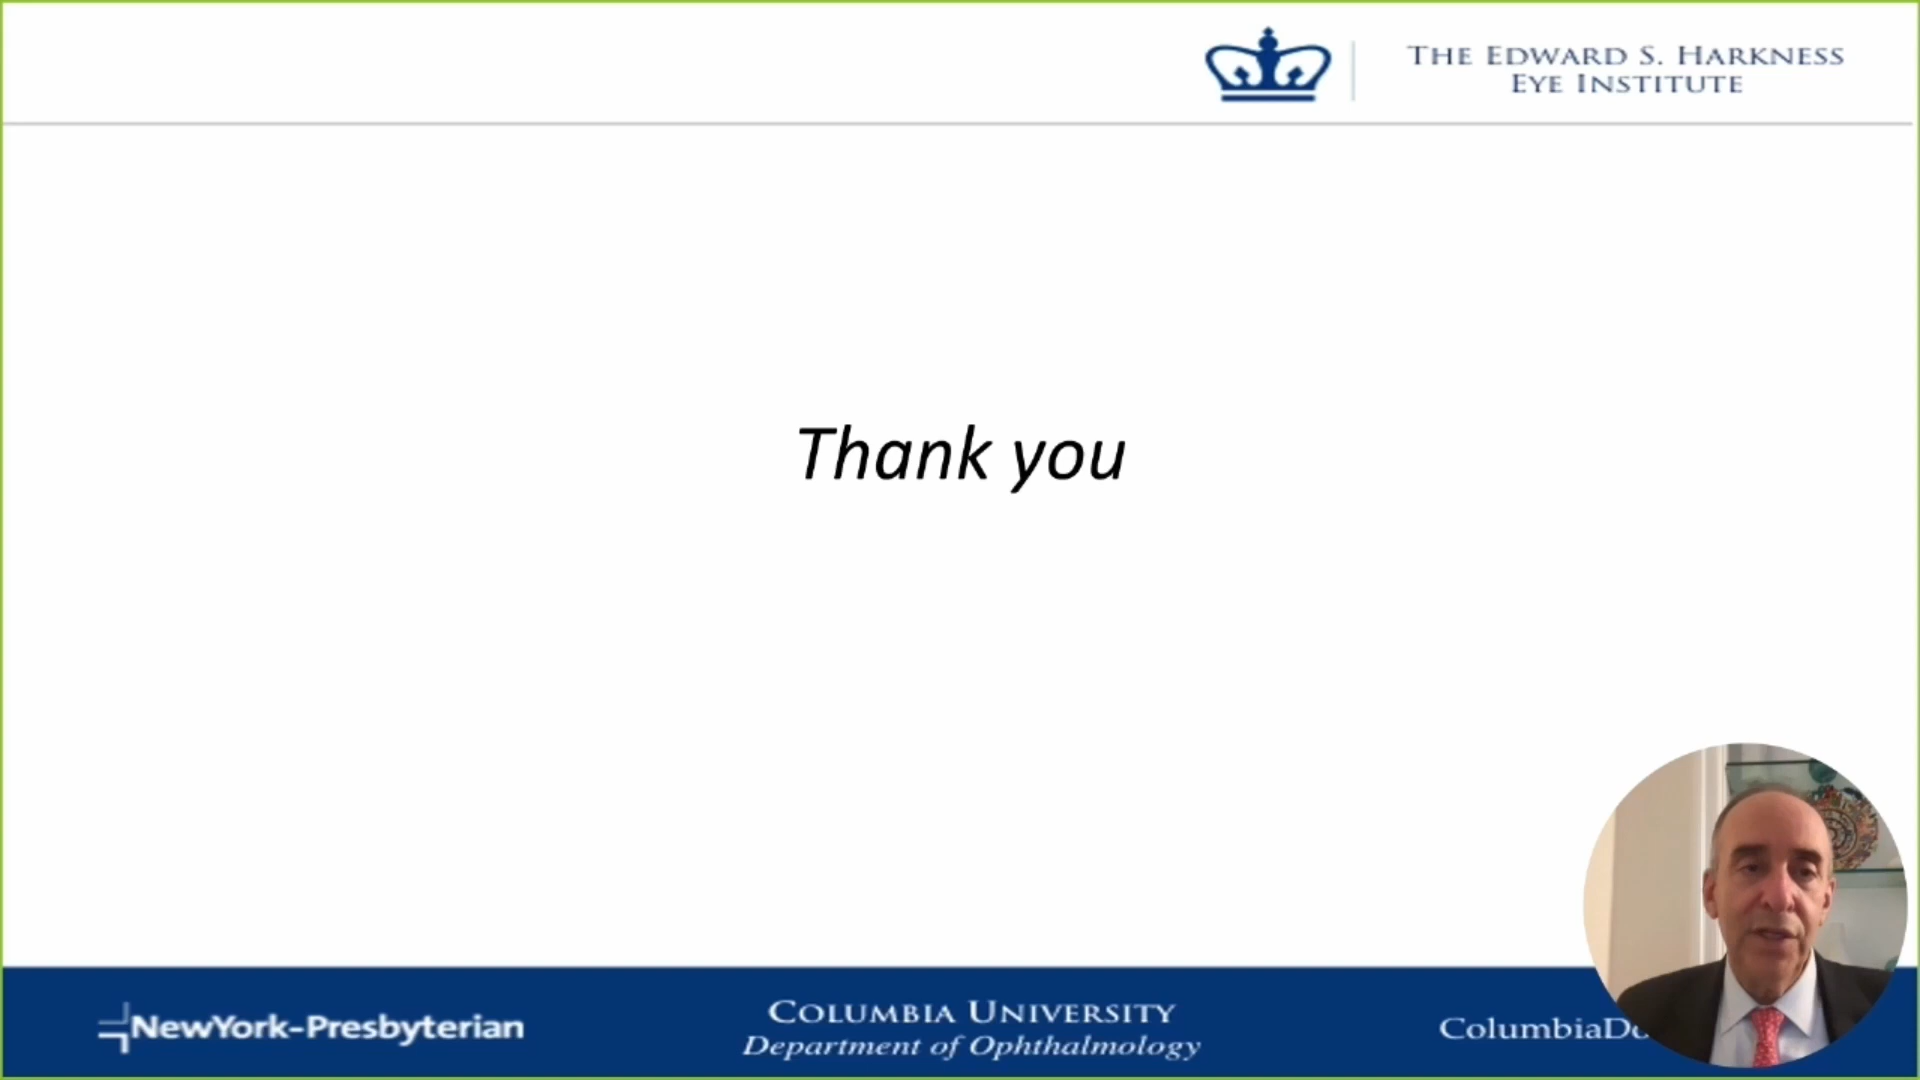 THE EDWARD S. HARKNESS
EYE INSTITUTE
Thank you
NewYork-Presbyterian
COLUMBIA UNIVERSITY
Department of Ophthalmology